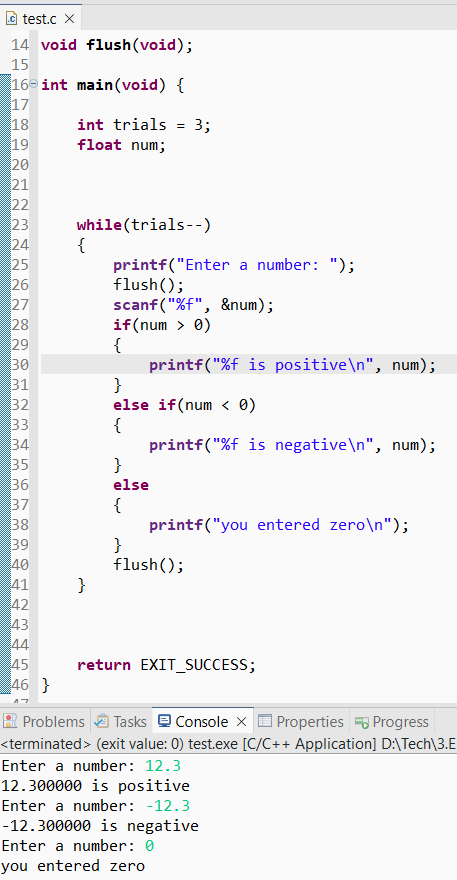 test.c
14 void flush(void);
15
16 int main(void) {
17
18 int trials = 3;
19 float num;
20
21
22
23 while(trials--)
24 {
25 printf("Enter a number: ");
26 flush();
27 scanf("%f", &num);
28 if(num > 0)
29 {
30 printf("%f is positive\n", num);
31 }
32 else if(num < 0)
33 {
34 printf("%f is negative\n", num);
35 }
36 else
37 {
38 printf("you entered zero\n");
39 }
40 flush();
41 }
42
43
44
45 return EXIT_SUCCESS;
46 }
47
Problems Tasks Console Properties Progress
<terminated> (exit value: 0) test.exe [C/C++ Application] D:\Tech\3.E
Enter a number: 12.3
12.300000 is positive
Enter a number: -12.3
-12.300000 is negative
Enter a number: 0
you entered zero